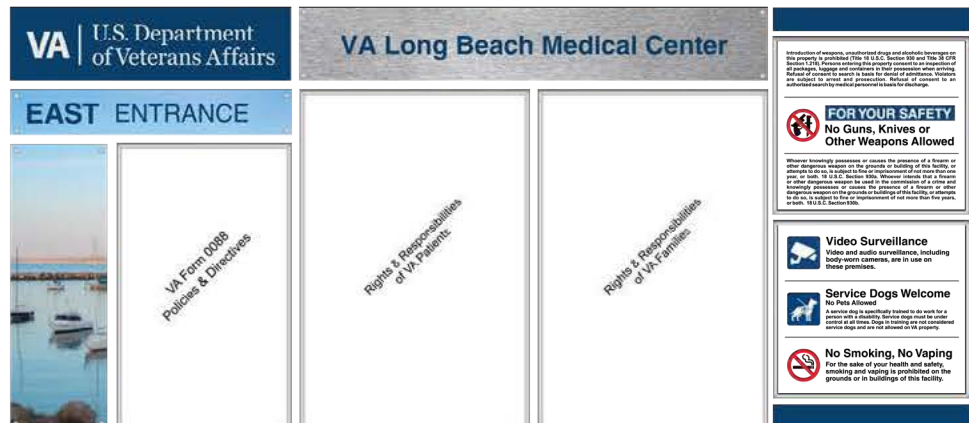 VA
U.S. Department
of Veterans Affairs
VA Long Beach Medical Center
EAST ENTRANCE
VA Form 0088
Policies & Directives
Rights & Responsibilities
of VA Patients
Rights & Responsibilities
of VA Families
Introduction of weapons, unauthorized drugs and alcoholic beverages on
this property is prohibited (Title 18 U.S.C. Section 930 and Title 38 CFR
Section 1.218). Persons entering this property consent to an inspection of
all packages, luggage and containers in their possession when arriving.
Refusal of consent to search is basis for denial of admittance. Violators
are subject to arrest and prosecution. Refusal of consent to an
authorized search by medical personnel is basis for discharge.
FOR YOUR SAFETY
No Guns, Knives or
Other Weapons Allowed
Whoever knowingly possesses or causes the presence of a firearm or
other dangerous weapon on the grounds or building of this facility, or
attempts to do so, is subject to fine or imprisonment of not more than one
year, or both. 18 U.S.C. Section 930a. Whoever intends that a firearm
or other dangerous weapon be used in the commission of a crime and
knowingly possesses or causes the presence of a firearm or other
dangerous weapon on the grounds or buildings of this facility, or attempts
to do so, is subject to fine or imprisonment of not more than five years,
or both. 18 U.S.C. Section 930b.
Video Surveillance
Video and audio surveillance, including
body-worn cameras, are in use on
these premises.
Service Dogs Welcome
No Pets Allowed
A service dog is specifically trained to do work for a
person with a disability. Service dogs must be under
control at all times. Dogs in training are not considered
service dogs and are not allowed on VA property.
No Smoking, No Vaping
For the sake of your health and safety,
smoking and vaping is prohibited on the
grounds or in buildings of this facility.